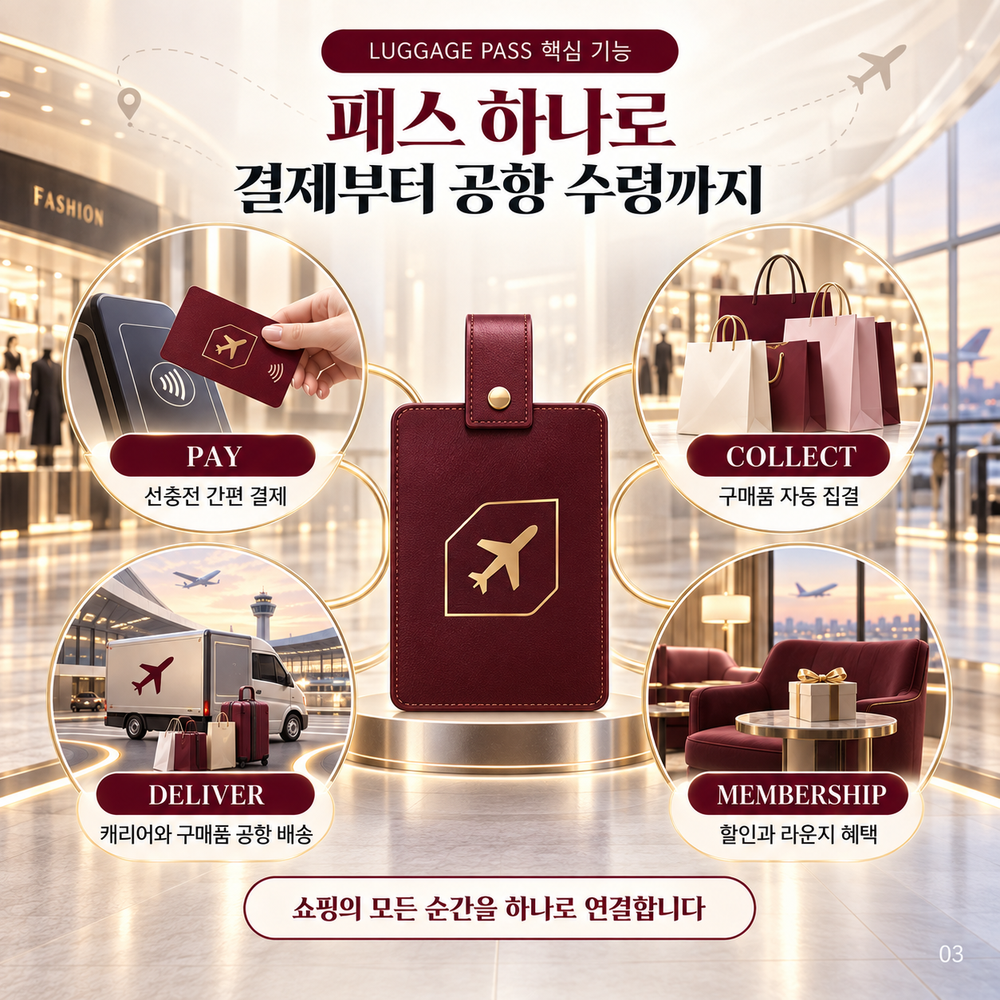 LUGGAGE PASS 핵심 기능
패스 하나로
결제부터 공항 수령까지
FASHION
PAY
선충전 간편 결제
COLLECT
구매품 자동 집결
DELIVER
캐리어와 구매품 공항 배송
MEMBERSHIP
할인과 라운지 혜택
쇼핑의 모든 순간을 하나로 연결합니다
03